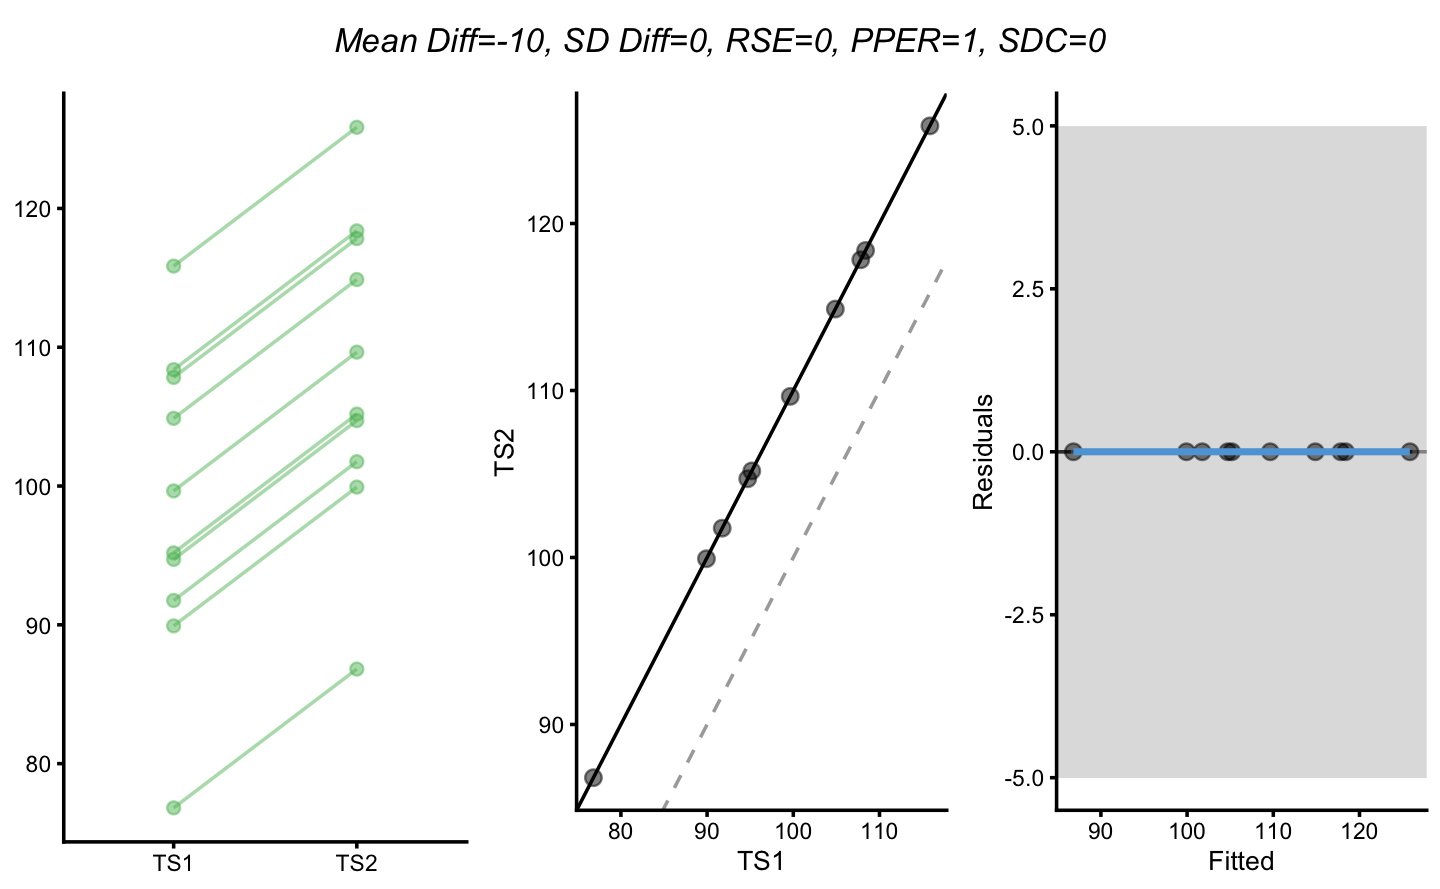 Mean Diff=-10, SD Diff=0, RSE=0, PPER=1, SDC=0
120
110
100
90
80
TS1 TS2
TS2
120
110
100
90
80 90 100 110
TS1
Residuals
5.0
2.5
0.0
-2.5
-5.0
90 100 110 120
Fitted